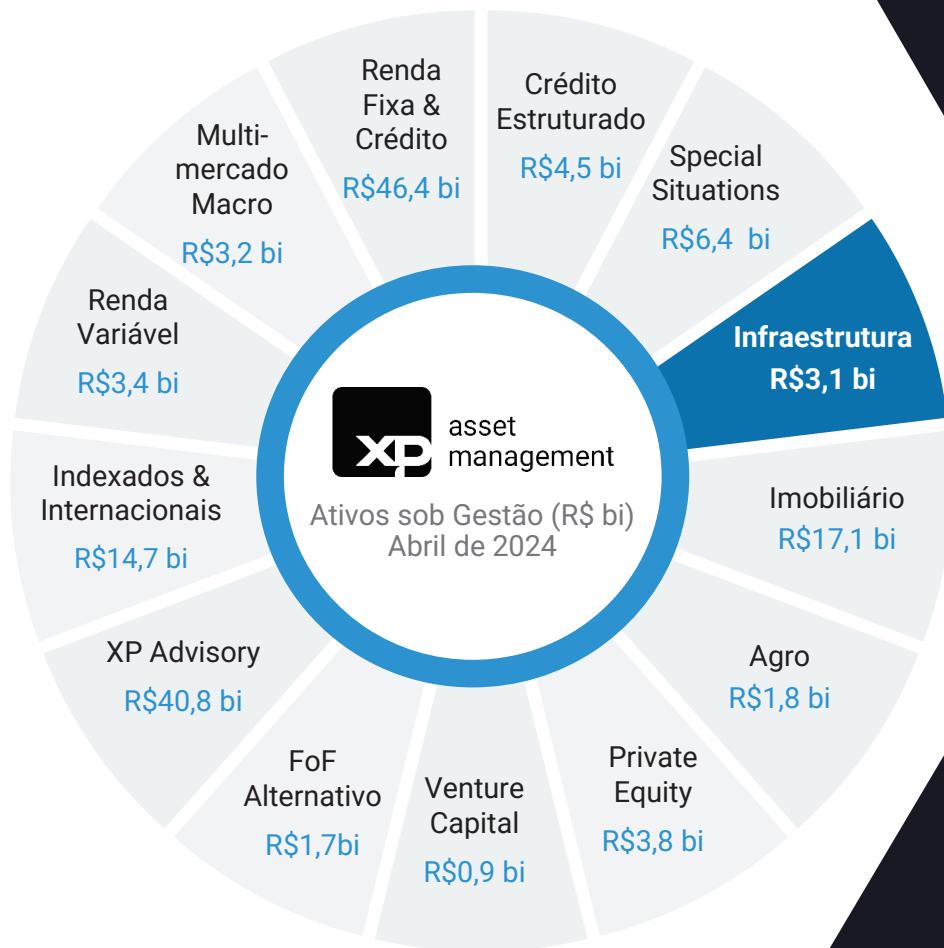 Renda
Fixa &
Crédito
R$46,4 bi
Crédito
Estruturado
R$4,5 bi
Special
Situations
R$6,4 bi
Infraestrutura
R$3,1 bi
Imobiliário
R$17,1 bi
Agro
R$1,8 bi
Private
Equity
R$3,8 bi
Venture
Capital
R$0,9 bi
FoF
Alternativo
R$1,7bi
XP Advisory
R$40,8 bi
Indexados &
Internacionais
R$14,7 bi
Renda
Variável
R$3,4 bi
Multi-
mercado
Macro
R$3,2 bi
xp asset
management
Ativos sob Gestão (R$ bi)
Abril de 2024